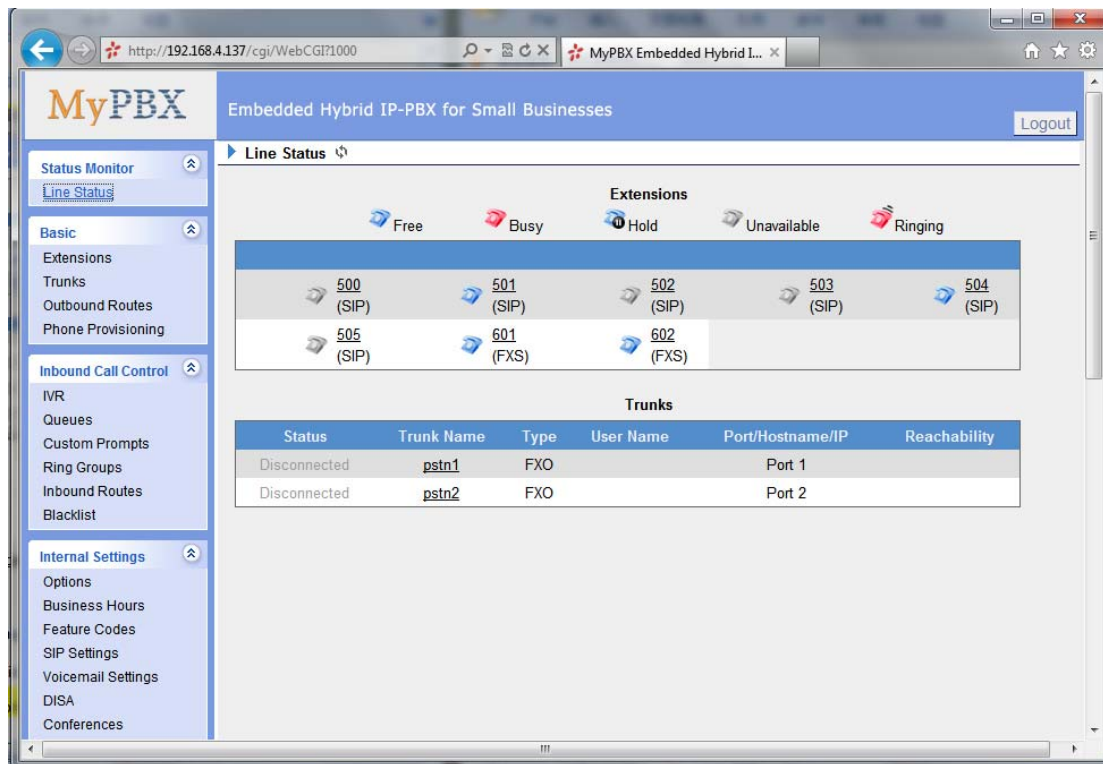 http://192.168.4.137/cgi/WebCGI?1000
MyPBX Embedded Hybrid I...
MyPBX
Embedded Hybrid IP-PBX for Small Businesses
Logout
Status Monitor
Line Status
Basic
Extensions
Trunks
Outbound Routes
Phone Provisioning
Inbound Call Control
IVR
Queues
Custom Prompts
Ring Groups
Inbound Routes
Blacklist
Internal Settings
Options
Business Hours
Feature Codes
SIP Settings
Voicemail Settings
DISA
Conferences
Line Status
Extensions
Free Busy Hold Unavailable Ringing
500 501 502 503 504
(SIP) (SIP) (SIP) (SIP) (SIP)
505 601 602
(SIP) (FXS) (FXS)
Trunks
Status Trunk Name Type User Name Port/Hostname/IP Reachability
Disconnected pstn1 FXO Port 1
Disconnected pstn2 FXO Port 2